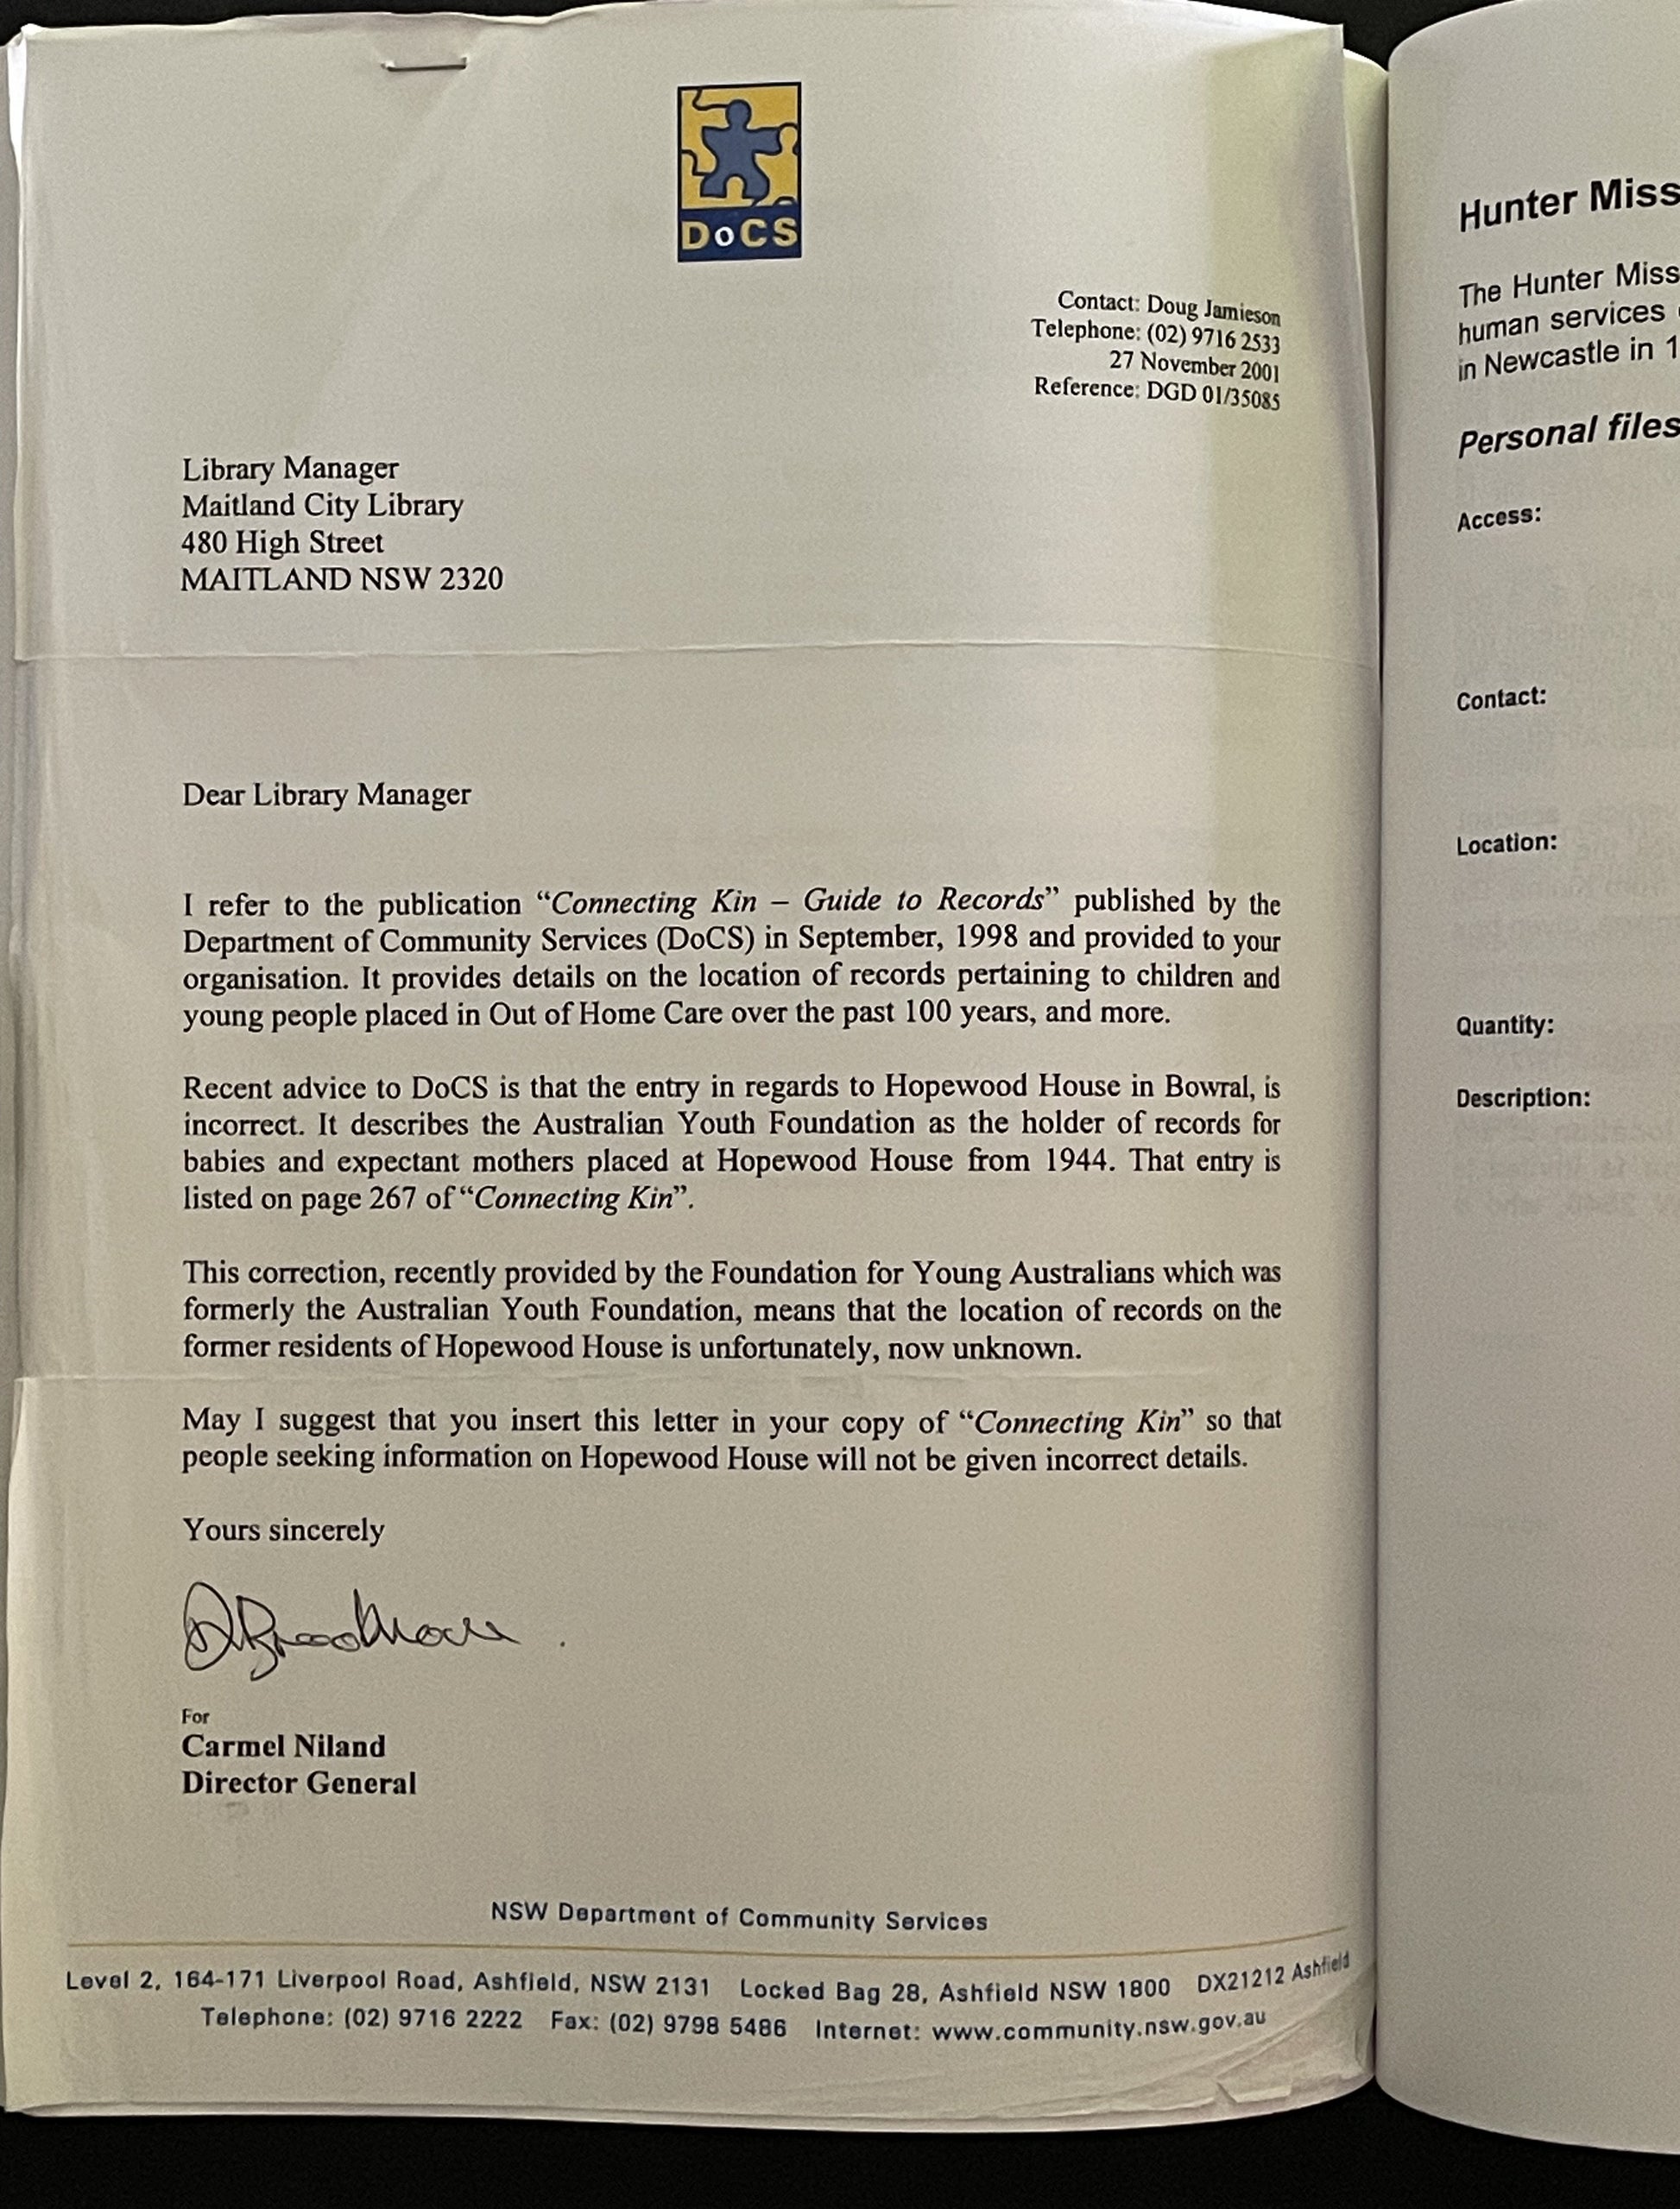 DoCS
Contact: Doug Jamieson
Telephone: (02) 9716 2533
27 November 2001
Reference: DGD 01/35085
Library Manager
Maitland City Library
480 High Street
MAITLAND NSW 2320
Dear Library Manager
I refer to the publication “Connecting Kin – Guide to Records” published by the
Department of Community Services (DoCS) in September, 1998 and provided to your
organisation. It provides details on the location of records pertaining to children and
young people placed in Out of Home Care over the past 100 years, and more.
Recent advice to DoCS is that the entry in regards to Hopewood House in Bowral, is
incorrect. It describes the Australian Youth Foundation as the holder of records for
babies and expectant mothers placed at Hopewood House from 1944. That entry is
listed on page 267 of “Connecting Kin”.
This correction, recently provided by the Foundation for Young Australians which was
formerly the Australian Youth Foundation, means that the location of records on the
former residents of Hopewood House is unfortunately, now unknown.
May I suggest that you insert this letter in your copy of “Connecting Kin” so that
people seeking information on Hopewood House will not be given incorrect details.
Yours sincerely
For
Carmel Niland
Director General
NSW Department of Community Services
Level 2, 164-171 Liverpool Road, Ashfield, NSW 2131 Locked Bag 28, Ashfield NSW 1800 DX21212 Ashfield
Telephone: (02) 9716 2222 Fax: (02) 9798 5486 Internet: www.community.nsw.gov.au
Hunter Miss
The Hunter Miss
human services
in Newcastle in 1
Personal files
Access:
Contact:
Location:
Quantity:
Description: